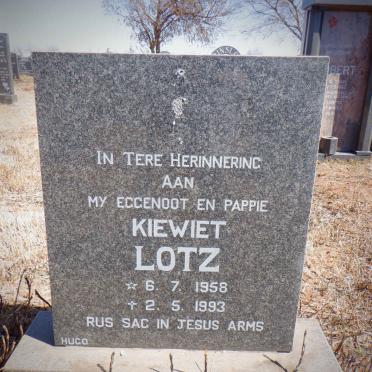 IN TERE HERINNERING
AAN
MY EGGENOOT EN PAPPIE
KIEWIET
LOTZ
☆ 6. 7. 1958
✝ 2. 5. 1993
RUS SAG IN JESUS ARMS
HUGO